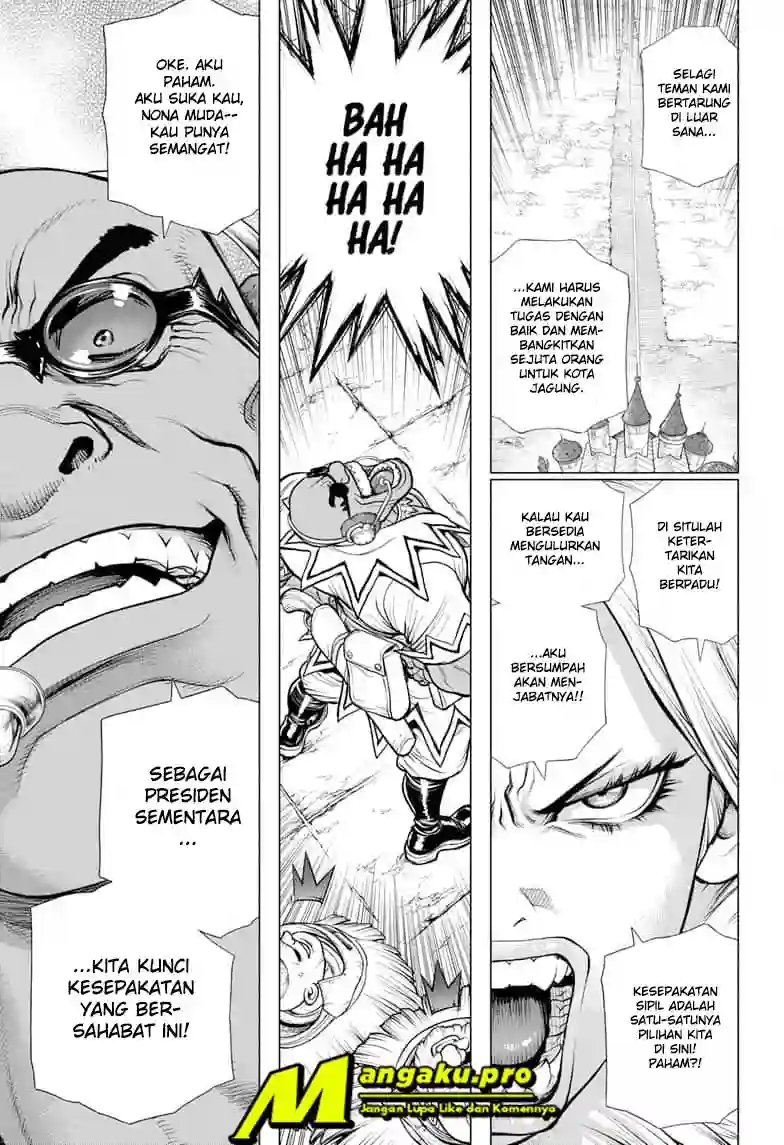 SELAGI
TEMAN KAMI
BERTARUNG
DI LUAR
SANA...
...KAMI HARUS
MELAKUKAN
TUGAS DENGAN
BAIK DAN MEM-
BANGKITKAN
SEJUTA ORANG
UNTUK KOTA
JAGUNG.
DI SITULAH
KETER-
TARIKAN
KITA
BERPADU!
KALAU KAU
BERSEDIA
MENGULURKAN
TANGAN...
...AKU
BERSUMPAH
AKAN MEN-
JABATNYA!!
KESEPAKATAN
SIPIL ADALAH
SATU-SATUNYA
PILIHAN KITA
DI SINI!
PAHAM?!
BAH
HA HA
HA HA
HA!
OKE. AKU
PAHAM.
AKU SUKA KAU,
NONA MUDA--
KAU PUNYA
SEMANGAT!
SEBAGAI
PRESIDEN
SEMENTARA
...
...KITA KUNCI
KESEPAKATAN
YANG BER-
SAHABAT INI!
Mangaku.pro
Jangan Lupa Like dan Komennya